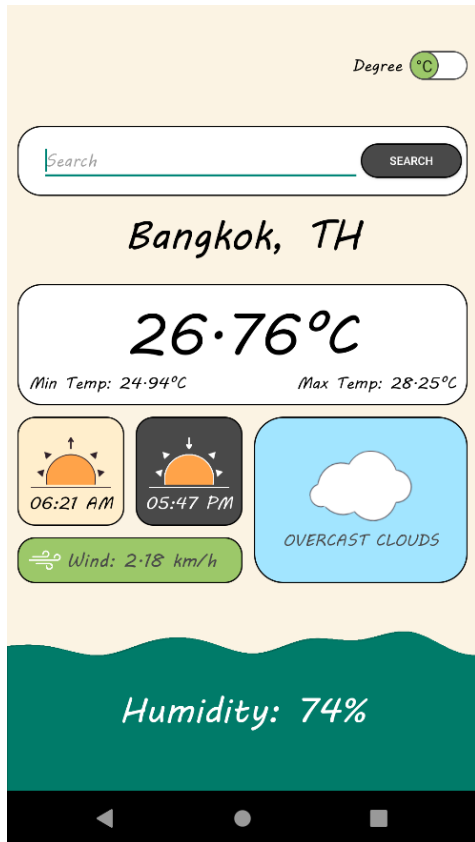 Degree °C
Search SEARCH
Bangkok, TH
26.76°C
Min Temp: 24.94°C Max Temp: 28.25°C
06:21 AM 05:47 PM
OVERCAST CLOUDS
Wind: 2.18 km/h
Humidity: 74%